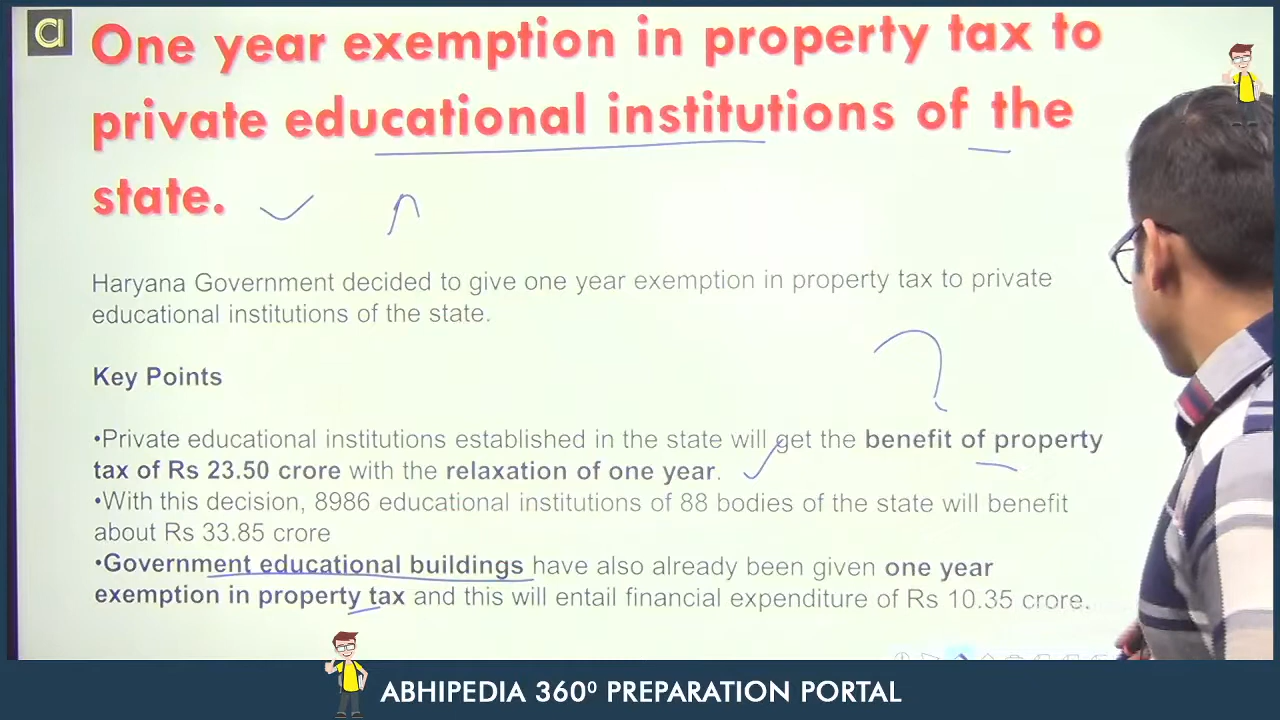 a
One year exemption in property tax to
private educational institutions of the
state.
Haryana Government decided to give one year exemption in property tax to private
educational institutions of the state.
Key Points
•Private educational institutions established in the state will get the benefit of property
tax of Rs 23.50 crore with the relaxation of one year.
•With this decision, 8986 educational institutions of 88 bodies of the state will benefit
about Rs 33.85 crore
•Government educational buildings have also already been given one year
exemption in property tax and this will entail financial expenditure of Rs 10.35 crore.
ABHIPEDIA 360⁰ PREPARATION PORTAL